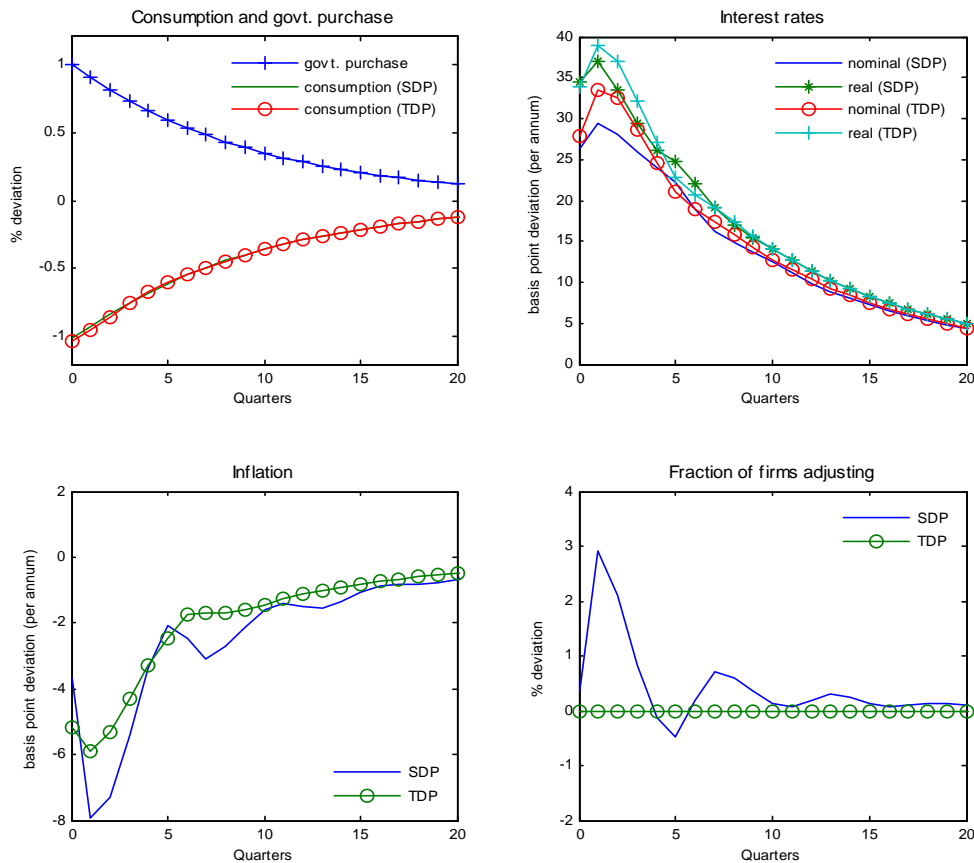 Consumption and govt. purchase
% deviation
1
0.5
0
-0.5
-1
govt. purchase
consumption (SDP)
consumption (TDP)
0 5 10 15 20
Quarters
Interest rates
basis point deviation (per annum)
40
35
30
25
20
15
10
5
0
nominal (SDP)
real (SDP)
nominal (TDP)
real (TDP)
0 5 10 15 20
Quarters
Inflation
basis point deviation (per annum)
2
0
-2
-4
-6
-8
SDP
TDP
0 5 10 15 20
Quarters
Fraction of firms adjusting
% deviation
4
3
2
1
0
-1
-2
SDP
TDP
0 5 10 15 20
Quarters